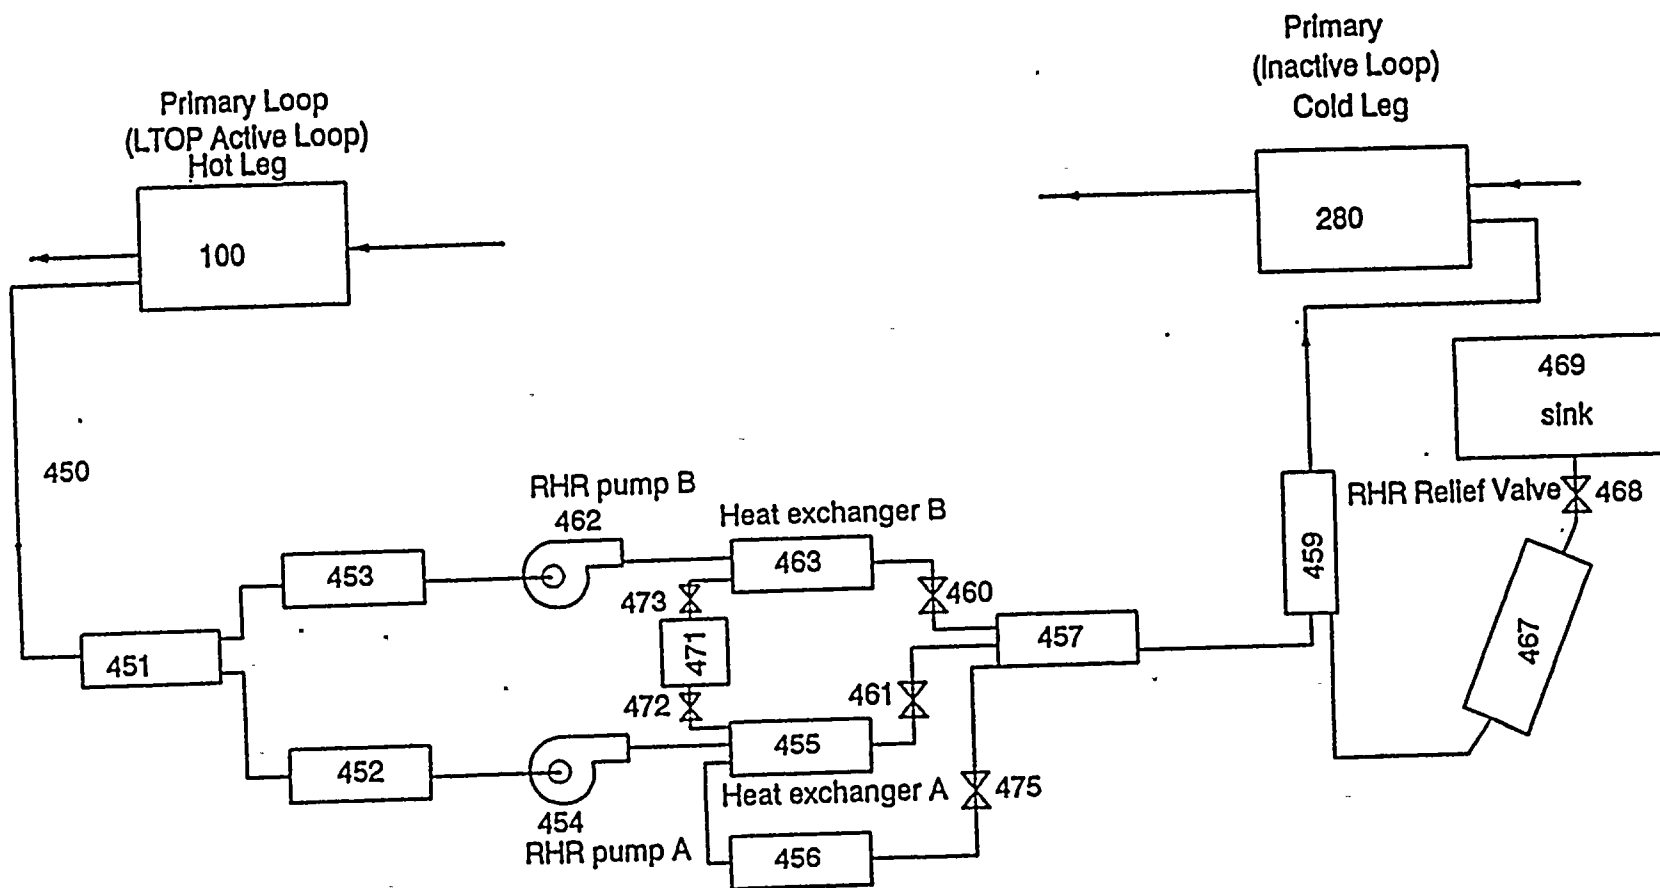 Primary
(Inactive Loop)
Cold Leg
Primary Loop
(LTOP Active Loop)
Hot Leg
100
280
469
sink
450
RHR pump B
462
Heat exchanger B
RHR Relief Valve
468
453
463
459
473
460
471
457
467
451
472
461
455
452
Heat exchanger A
475
454
RHR pump A
456